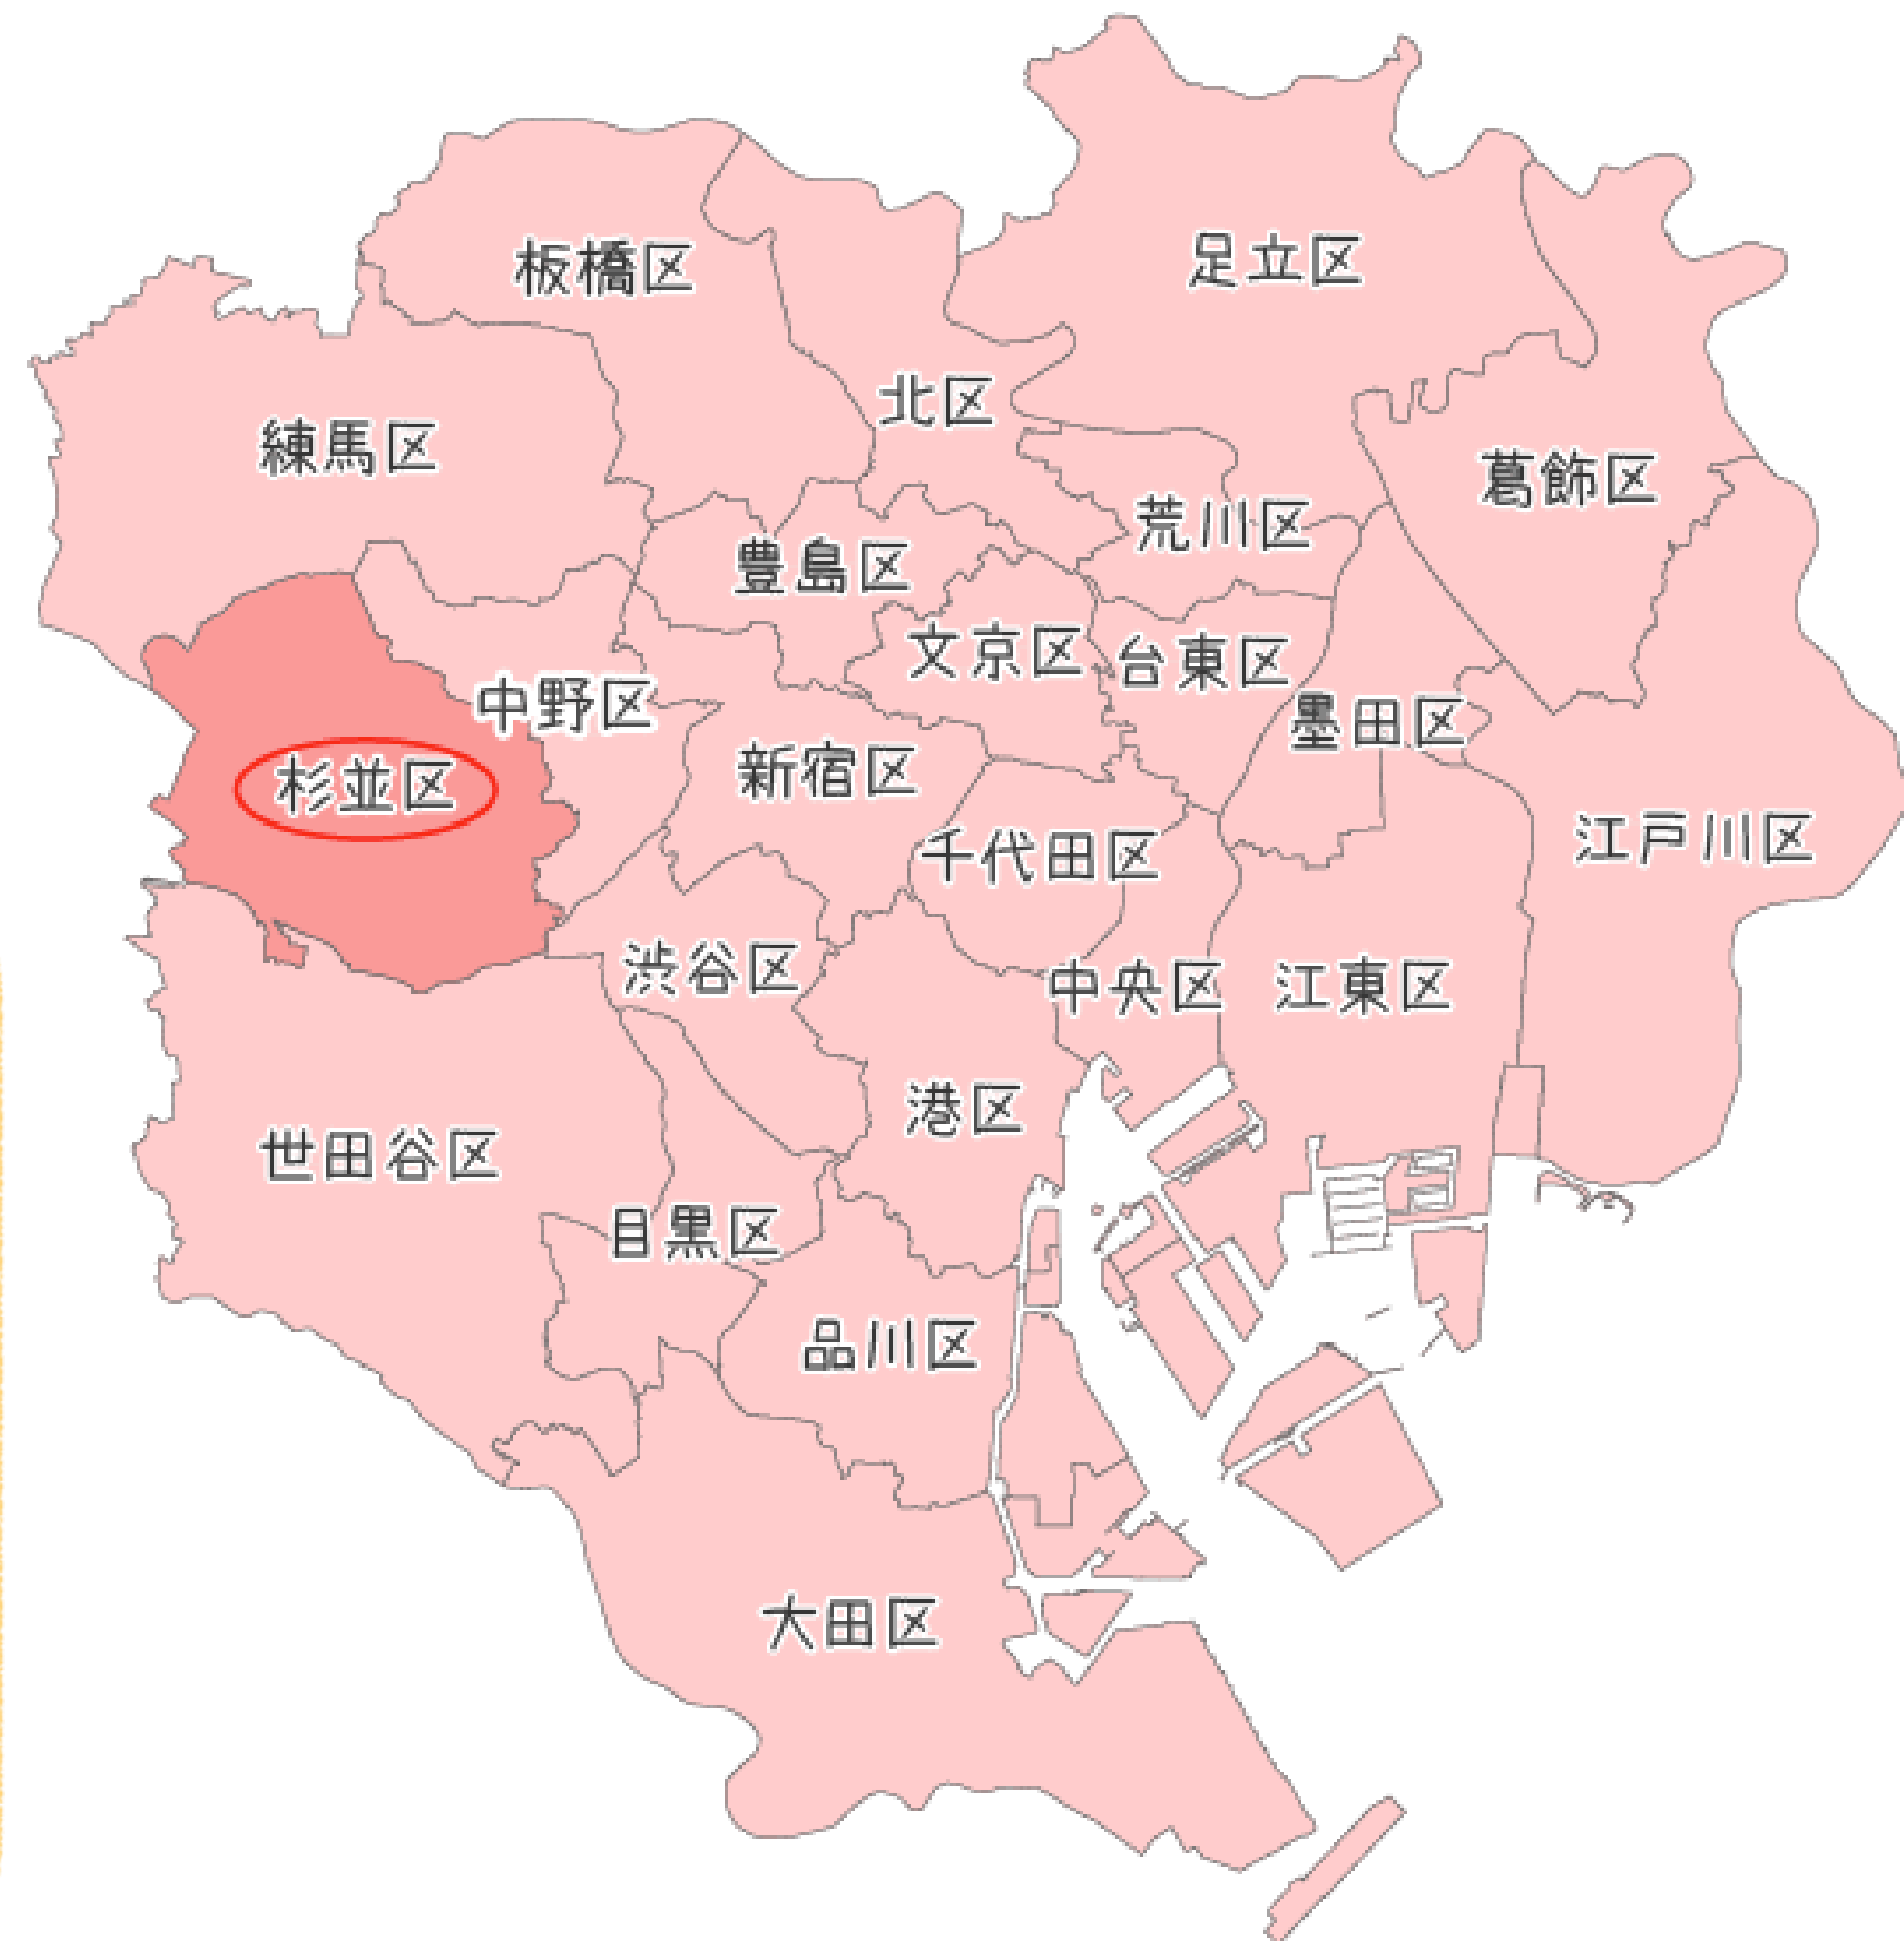 足立区
板橋区
北区
練馬区
葛飾区
荒川区
豊島区
文京区
台東区
中野区
墨田区
新宿区
杉並区
江戸川区
千代田区
渋谷区
中央区
江東区
港区
世田谷区
目黒区
品川区
大田区